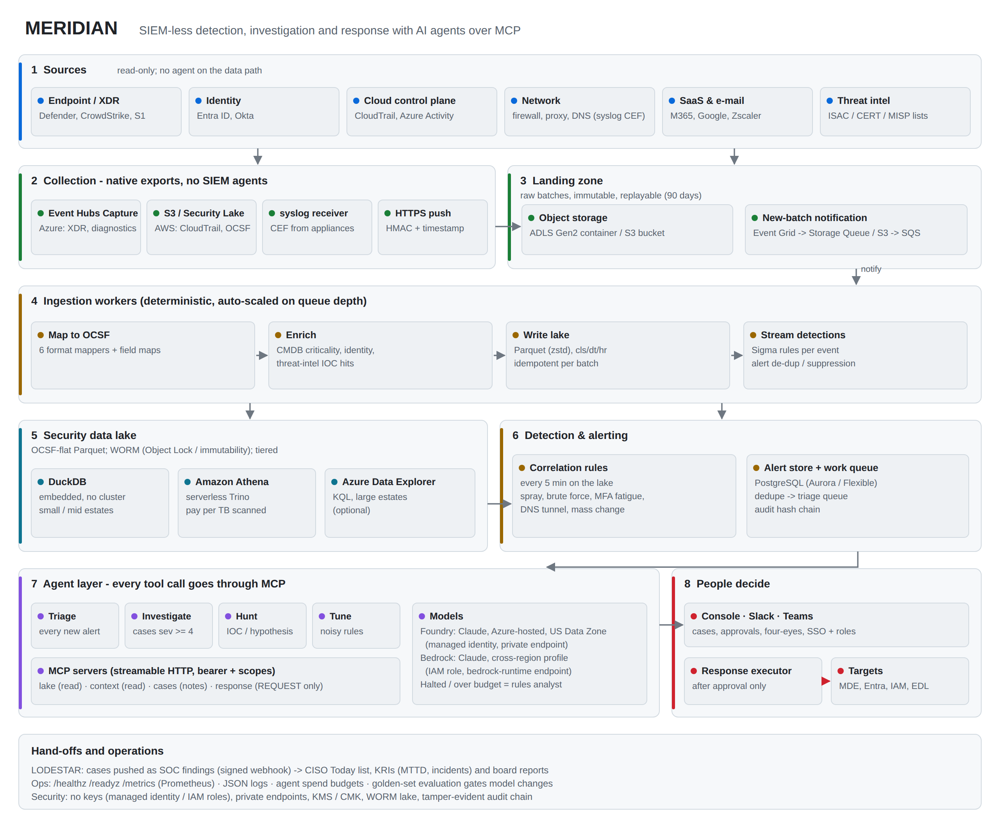 MERIDIAN
SIEM-less detection, investigation and response with AI agents over MCP
1 Sources
read-only; no agent on the data path
Endpoint / XDR
Defender, CrowdStrike, S1
Identity
Entra ID, Okta
Cloud control plane
CloudTrail, Azure Activity
Network
firewall, proxy, DNS (syslog CEF)
SaaS & e-mail
M365, Google, Zscaler
Threat intel
ISAC / CERT / MISP lists
2 Collection - native exports, no SIEM agents
Event Hubs Capture
Azure: XDR, diagnostics
S3 / Security Lake
AWS: CloudTrail, OCSF
syslog receiver
CEF from appliances
HTTPS push
HMAC + timestamp
3 Landing zone
raw batches, immutable, replayable (90 days)
Object storage
ADLS Gen2 container / S3 bucket
New-batch notification
Event Grid -> Storage Queue / S3 -> SQS
notify
4 Ingestion workers (deterministic, auto-scaled on queue depth)
Map to OCSF
6 format mappers + field maps
Enrich
CMDB criticality, identity,
threat-intel IOC hits
Write lake
Parquet (zstd), cls/dt/hr
idempotent per batch
Stream detections
Sigma rules per event
alert de-dup / suppression
5 Security data lake
OCSF-flat Parquet; WORM (Object Lock / immutability); tiered
DuckDB
embedded, no cluster
small / mid estates
Amazon Athena
serverless Trino
pay per TB scanned
Azure Data Explorer
KQL, large estates
(optional)
6 Detection & alerting
Correlation rules
every 5 min on the lake
spray, brute force, MFA fatigue,
DNS tunnel, mass change
Alert store + work queue
PostgreSQL (Aurora / Flexible)
dedupe -> triage queue
audit hash chain
7 Agent layer - every tool call goes through MCP
Triage
every new alert
Investigate
cases sev >= 4
Hunt
IOC / hypothesis
Tune
noisy rules
MCP servers (streamable HTTP, bearer + scopes)
lake (read) · context (read) · cases (notes) · response (REQUEST only)
Models
Foundry: Claude, Azure-hosted, US Data Zone
(managed identity, private endpoint)
Bedrock: Claude, cross-region profile
(IAM role, bedrock-runtime endpoint)
Halted / over budget = rules analyst
8 People decide
Console · Slack · Teams
cases, approvals, four-eyes, SSO + roles
Response executor
after approval only
Targets
MDE, Entra, IAM, EDL
Hand-offs and operations
LODESTAR: cases pushed as SOC findings (signed webhook) -> CISO Today list, KRIs (MTTD, incidents) and board reports
Ops: /healthz /readyz /metrics (Prometheus) · JSON logs · agent spend budgets · golden-set evaluation gates model changes
Security: no keys (managed identity / IAM roles), private endpoints, KMS / CMK, WORM lake, tamper-evident audit chain